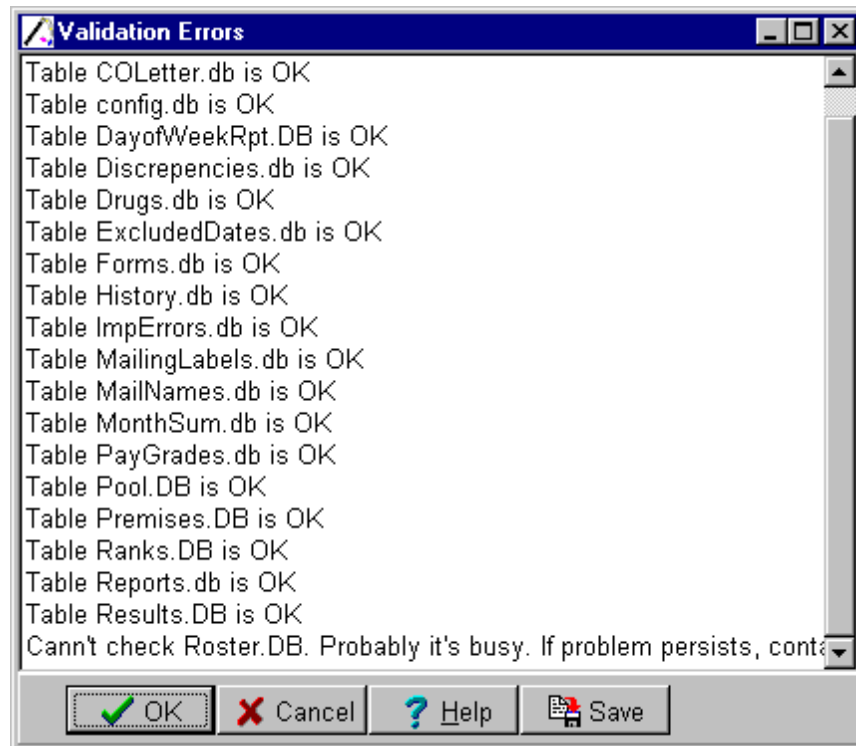 Validation Errors
Table COLetter.db is OK
Table config.db is OK
Table DayofWeekRpt.DB is OK
Table Discrepencies.db is OK
Table Drugs.db is OK
Table ExcludedDates.db is OK
Table Forms.db is OK
Table History.db is OK
Table ImpErrors.db is OK
Table MailingLabels.db is OK
Table MailNames.db is OK
Table MonthSum.db is OK
Table PayGrades.db is OK
Table Pool.DB is OK
Table Premises.DB is OK
Table Ranks.DB is OK
Table Reports.db is OK
Table Results.DB is OK
Cann't check Roster.DB. Probably it's busy. If problem persists,
OK Cancel Help Save